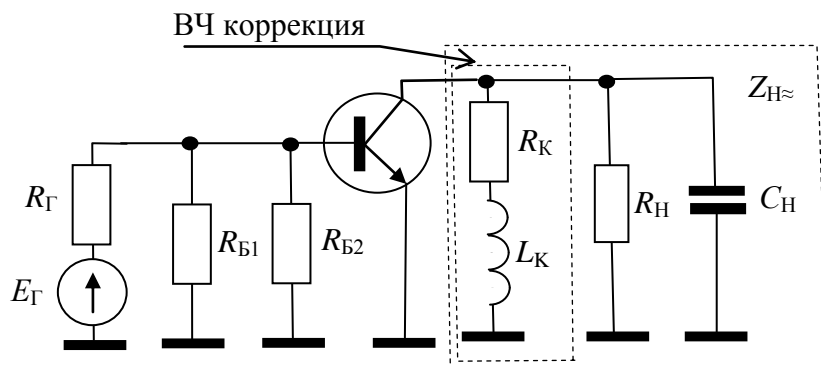 ВЧ коррекция
Z_Н≈
R_К
R_Г
R_Н
C_Н
R_Б1
R_Б2
L_К
E_Г